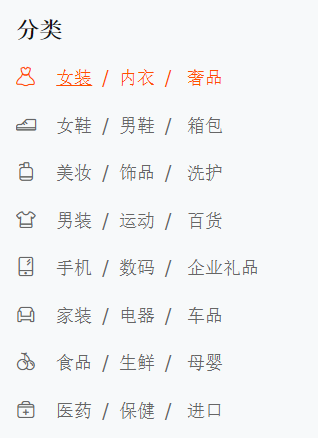 分类
女装 / 内衣 / 奢品
女鞋 / 男鞋 / 箱包
美妆 / 饰品 / 洗护
男装 / 运动 / 百货
手机 / 数码 / 企业礼品
家装 / 电器 / 车品
食品 / 生鲜 / 母婴
医药 / 保健 / 进口